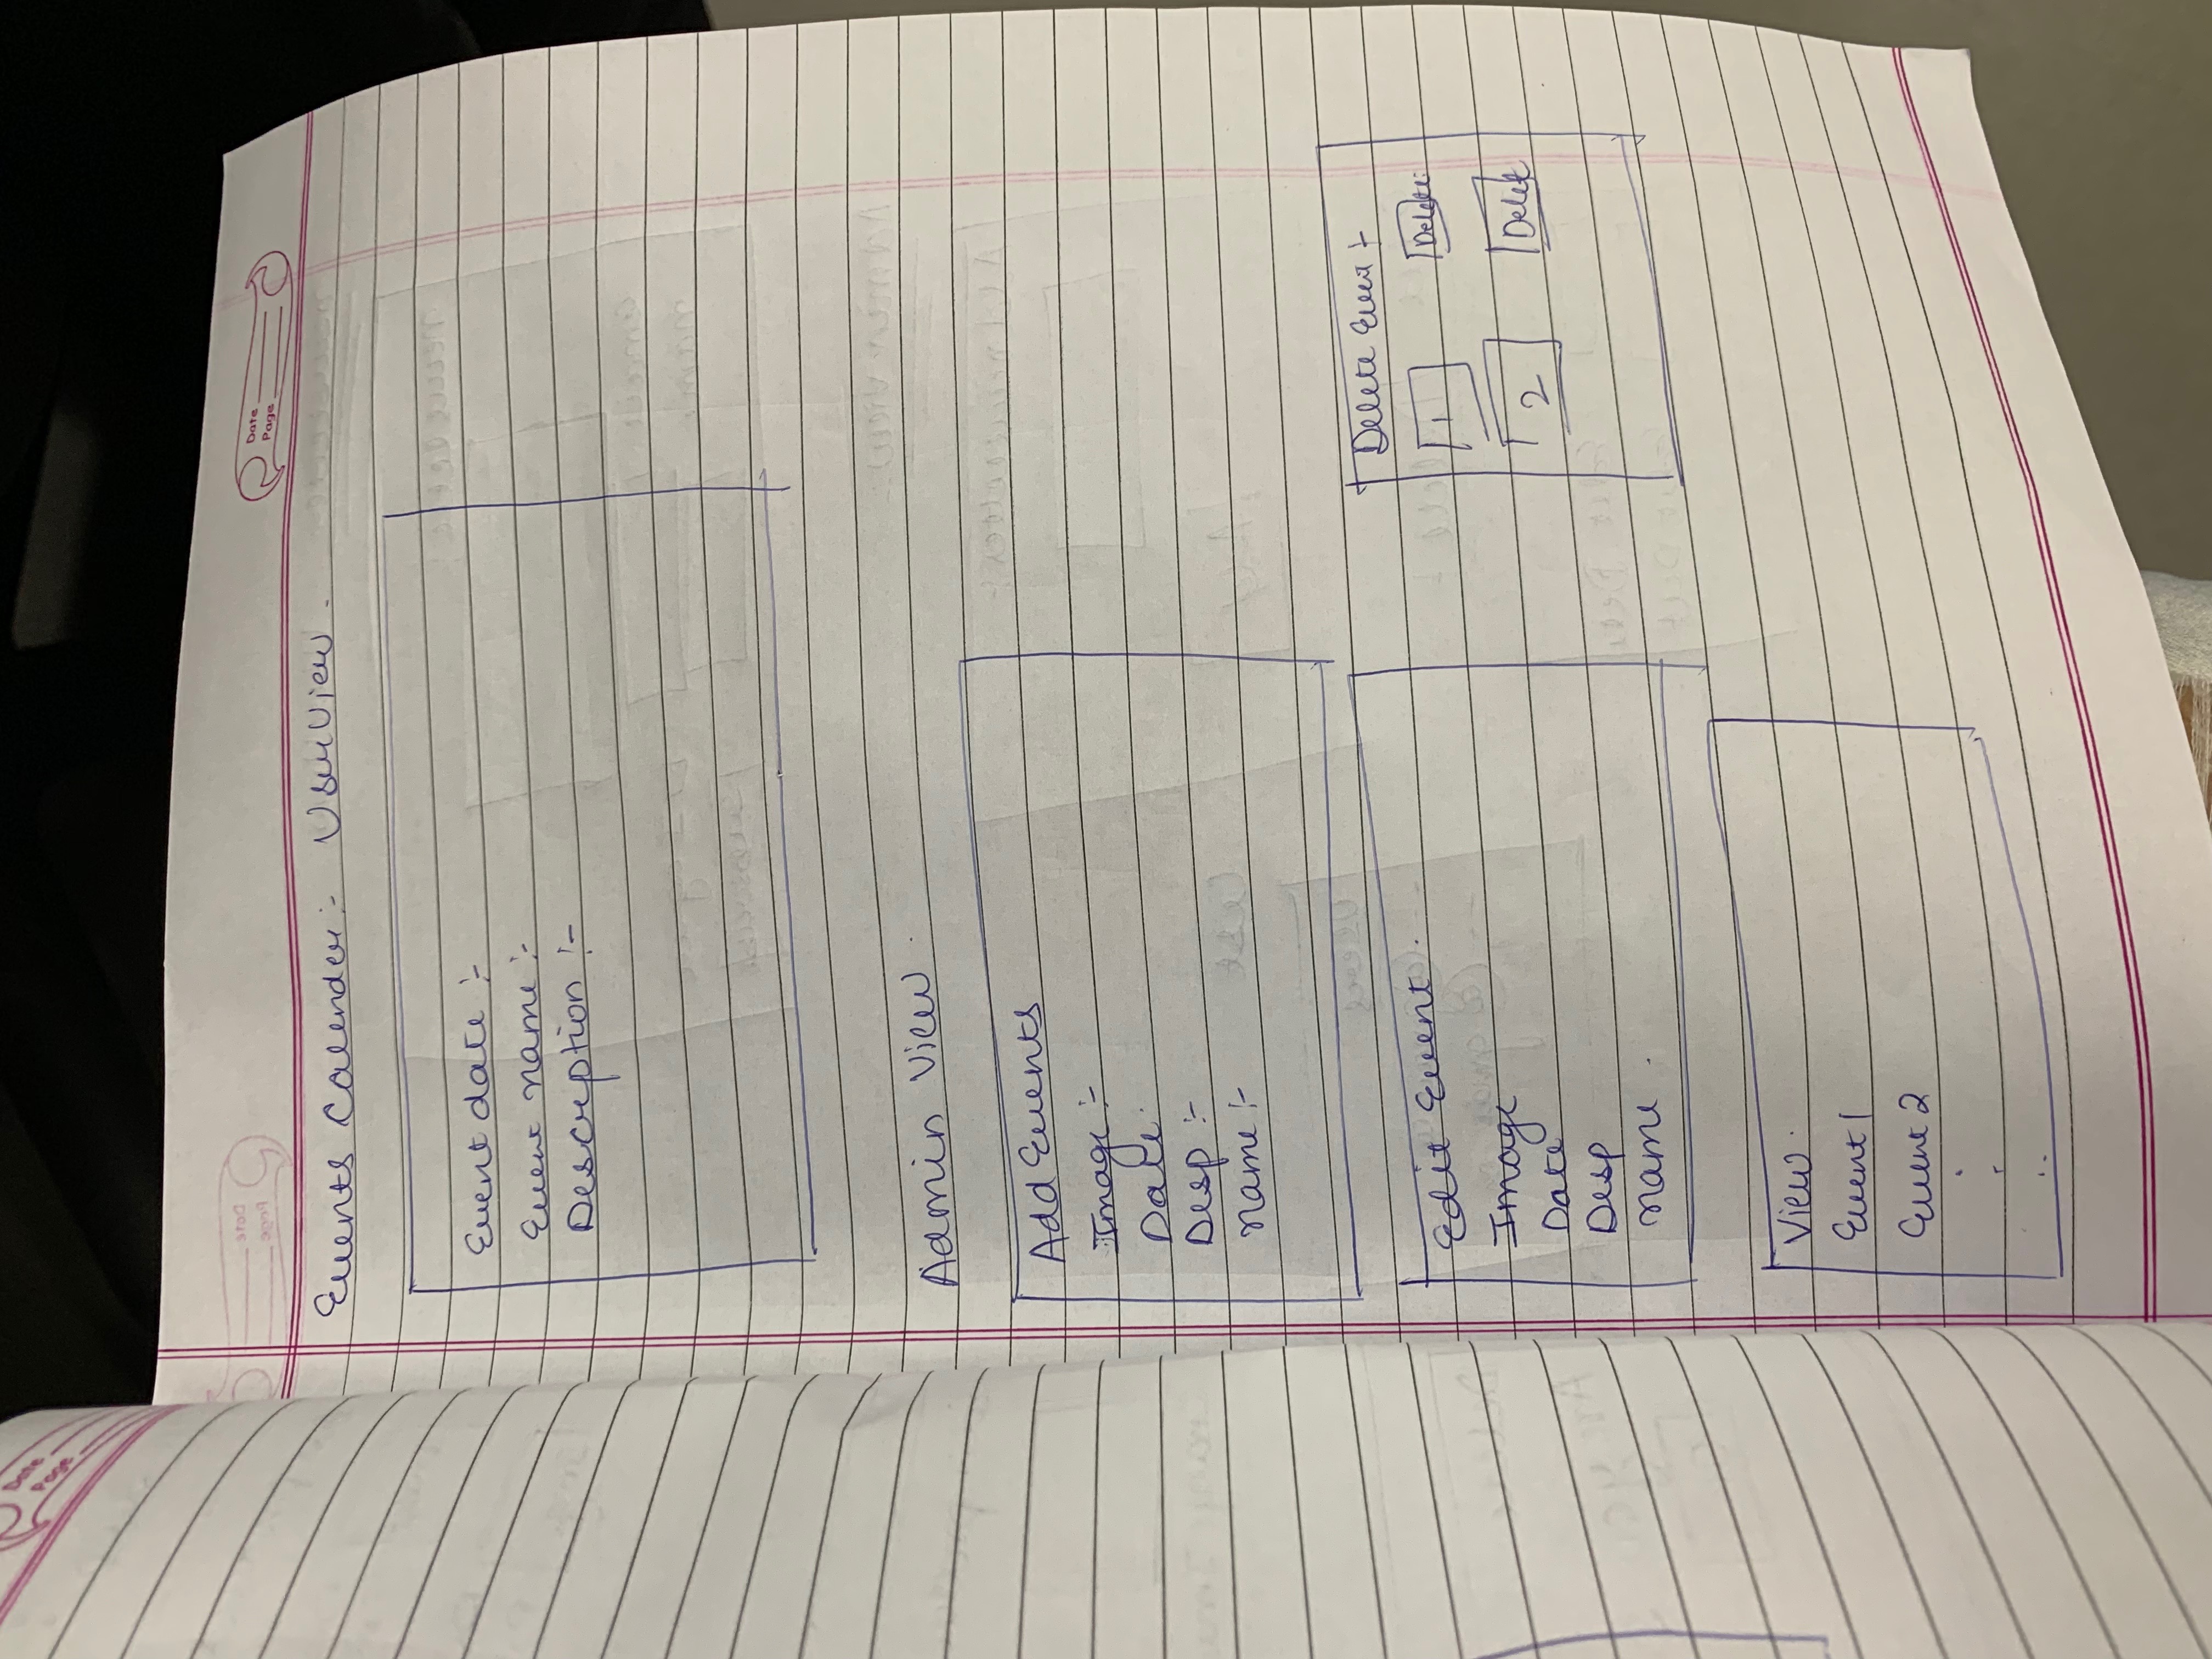 Date
Page
Events Calender:- User View.
Event date :-
Event name :-
Description :-
Admin View.
Add Events
Image :-
Date.
Desp :-
Name :-
Delete Event :-
1 Delete
2 Delete
Edit Event.
Image
Date
Desp
Name.
View.
Event 1
Event 2
Date
Page